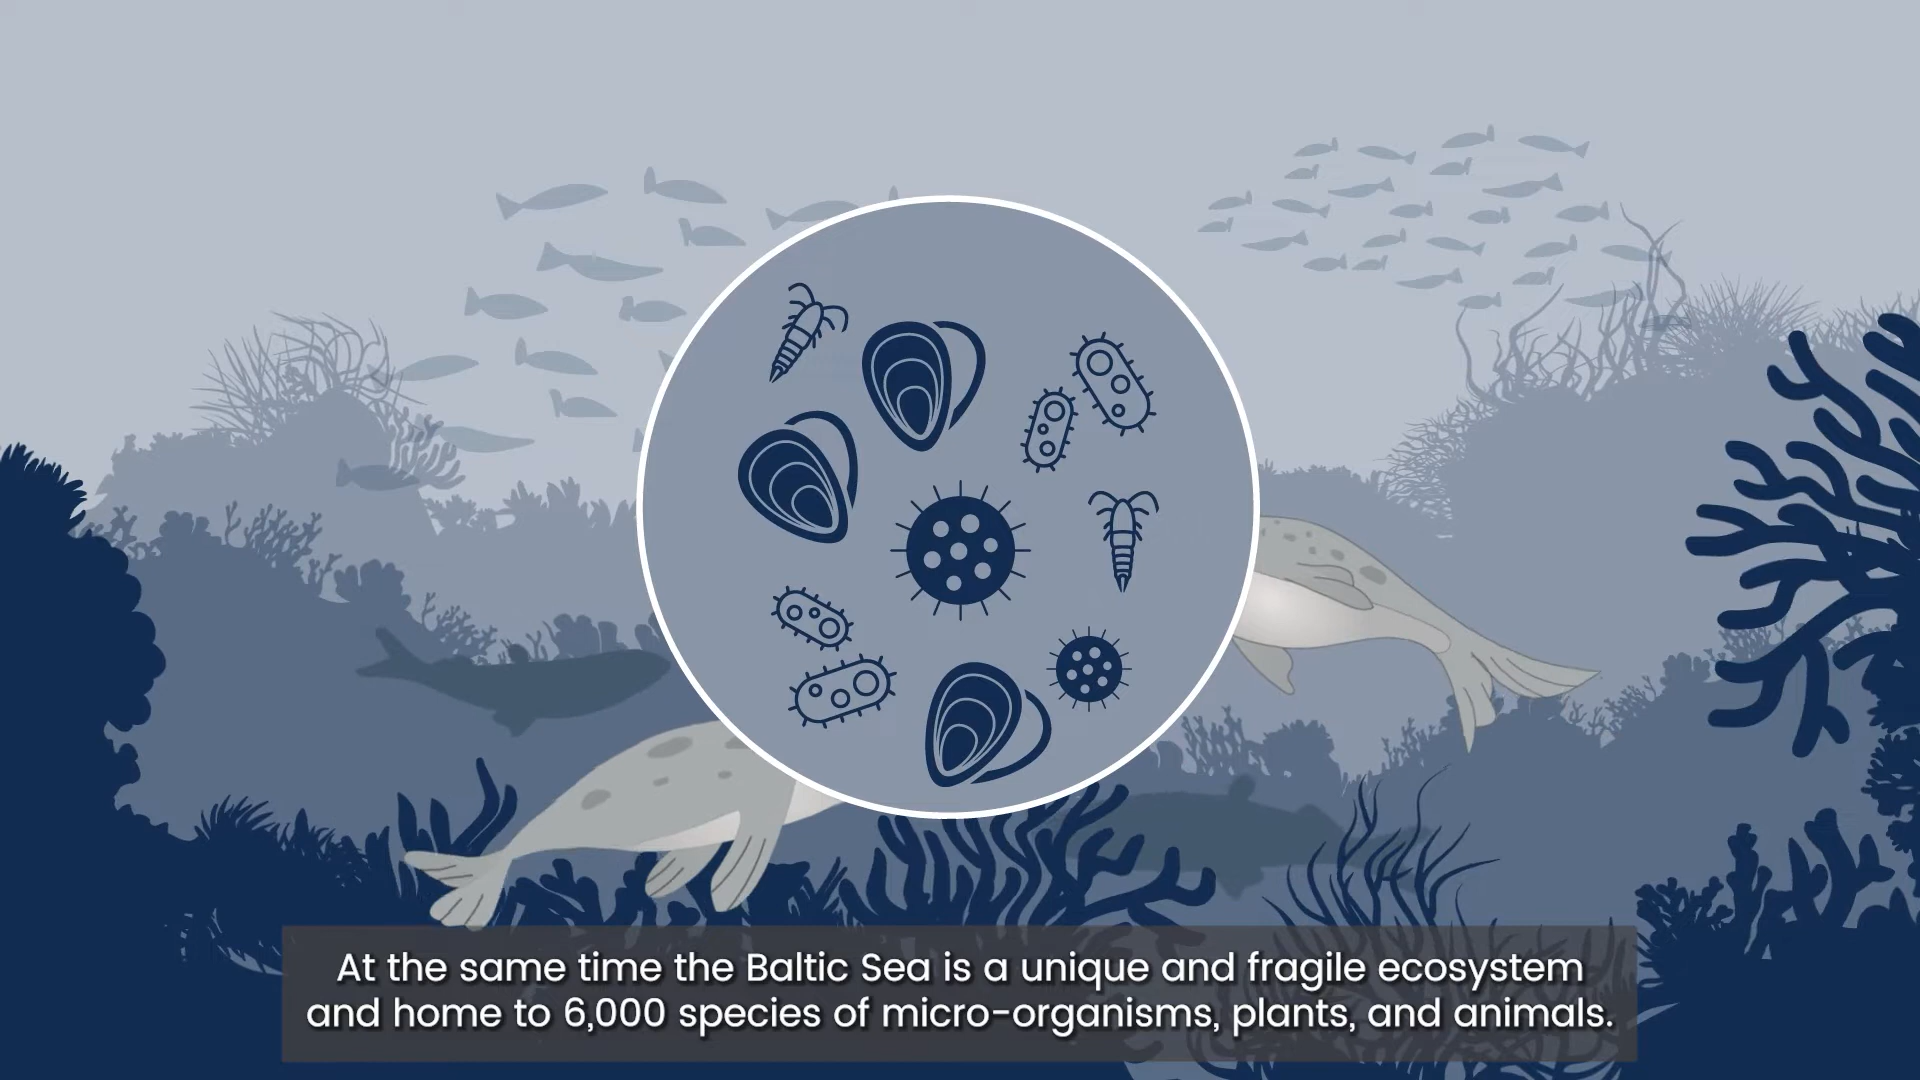 At the same time the Baltic Sea is a unique and fragile ecosystem
and home to 6,000 species of micro-organisms, plants, and animals.